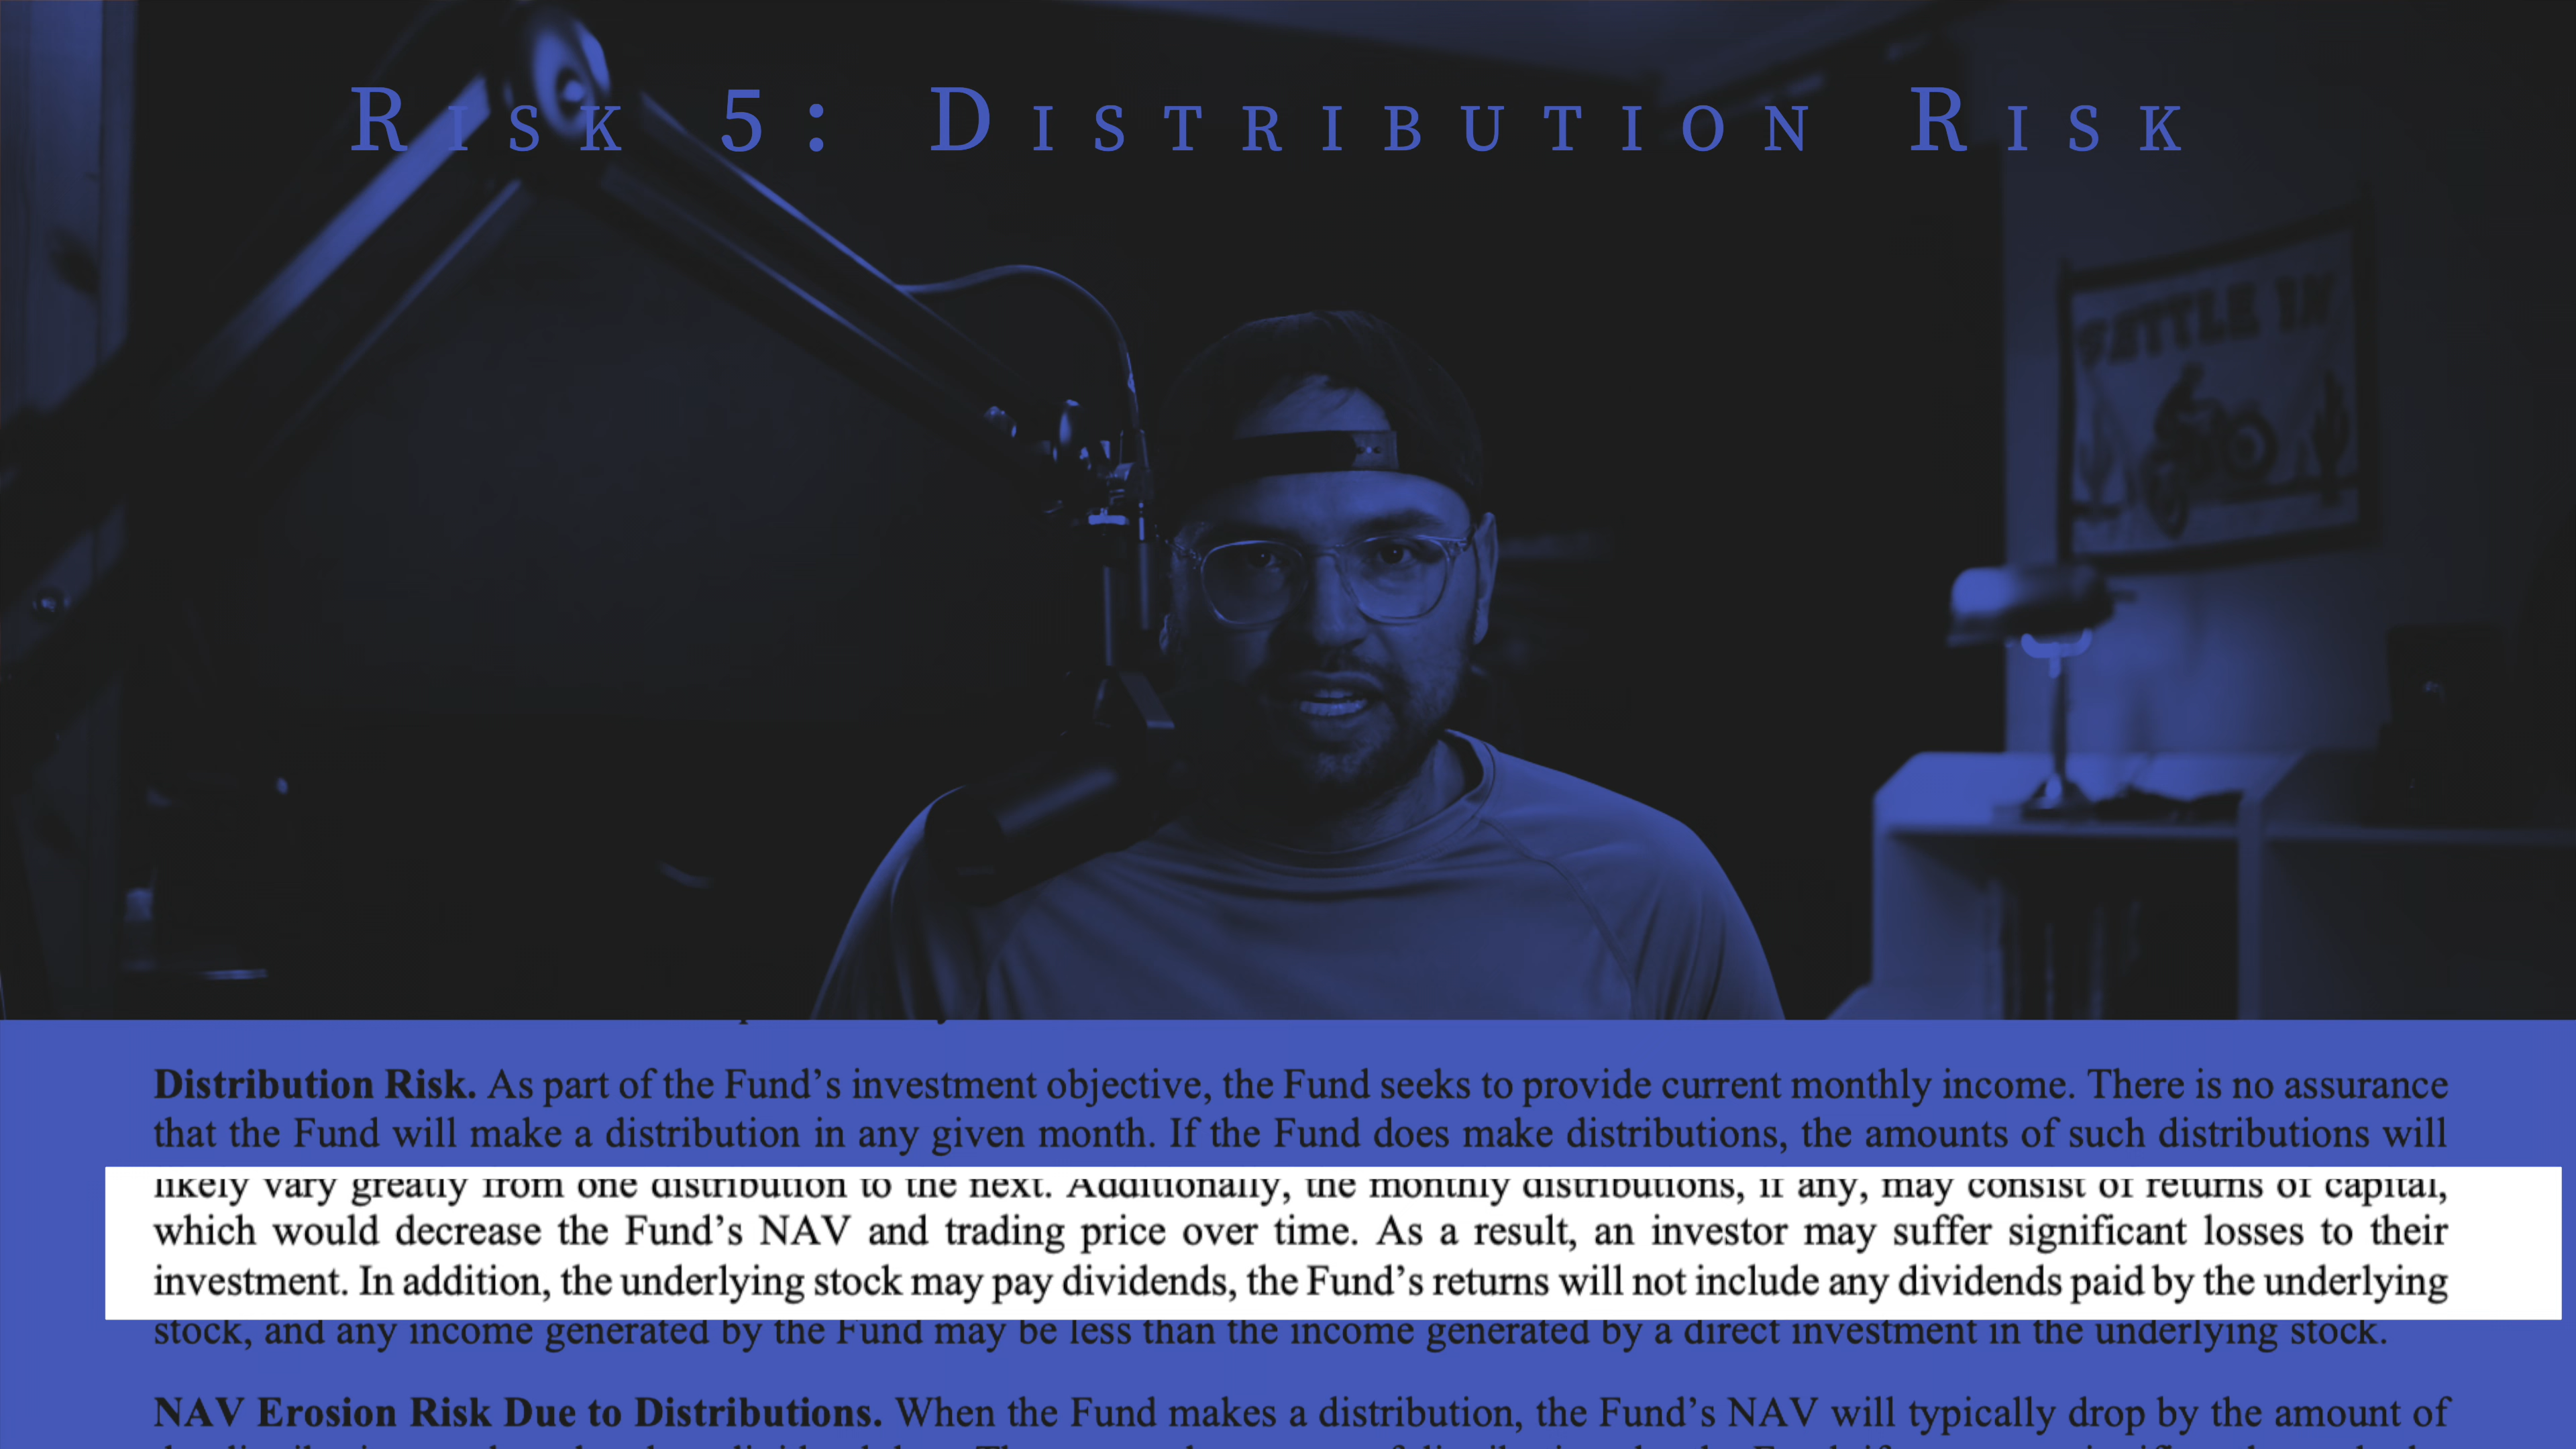 Risk 5: Distribution Risk
SETTLE IN
Distribution Risk. As part of the Fund’s investment objective, the Fund seeks to provide current monthly income. There is no assurance
that the Fund will make a distribution in any given month. If the Fund does make distributions, the amounts of such distributions will
likely vary greatly from one distribution to the next. Additionally, the monthly distributions, if any, may consist of returns of capital,
which would decrease the Fund’s NAV and trading price over time. As a result, an investor may suffer significant losses to their
investment. In addition, the underlying stock may pay dividends, the Fund’s returns will not include any dividends paid by the underlying
stock, and any income generated by the Fund may be less than the income generated by a direct investment in the underlying stock.
NAV Erosion Risk Due to Distributions. When the Fund makes a distribution, the Fund’s NAV will typically drop by the amount of